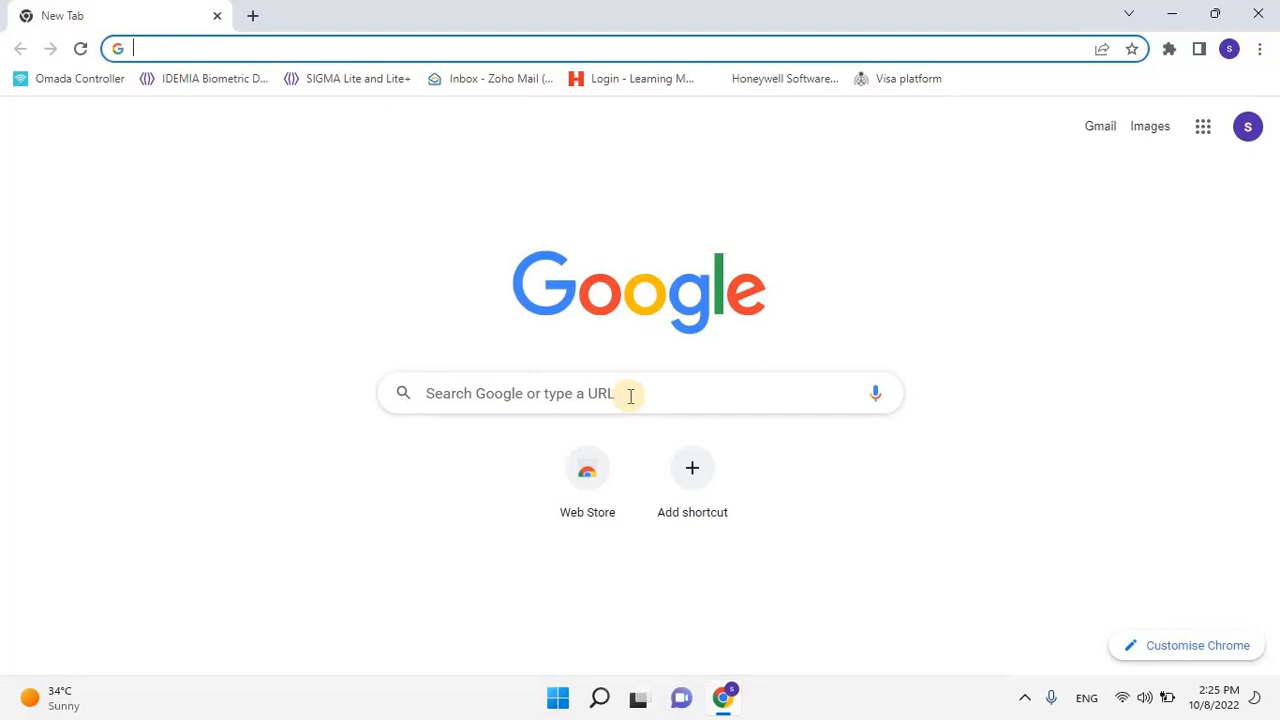 New Tab
Omada Controller
IDEMIA Biometric D...
SIGMA Lite and Lite+
Inbox - Zoho Mail (...
Login - Learning M...
Honeywell Software...
Visa platform
S
Gmail
Images
S
Google
Search Google or type a URL
Web Store
Add shortcut
Customise Chrome
34°C
Sunny
S
ENG
2:25 PM
10/8/2022